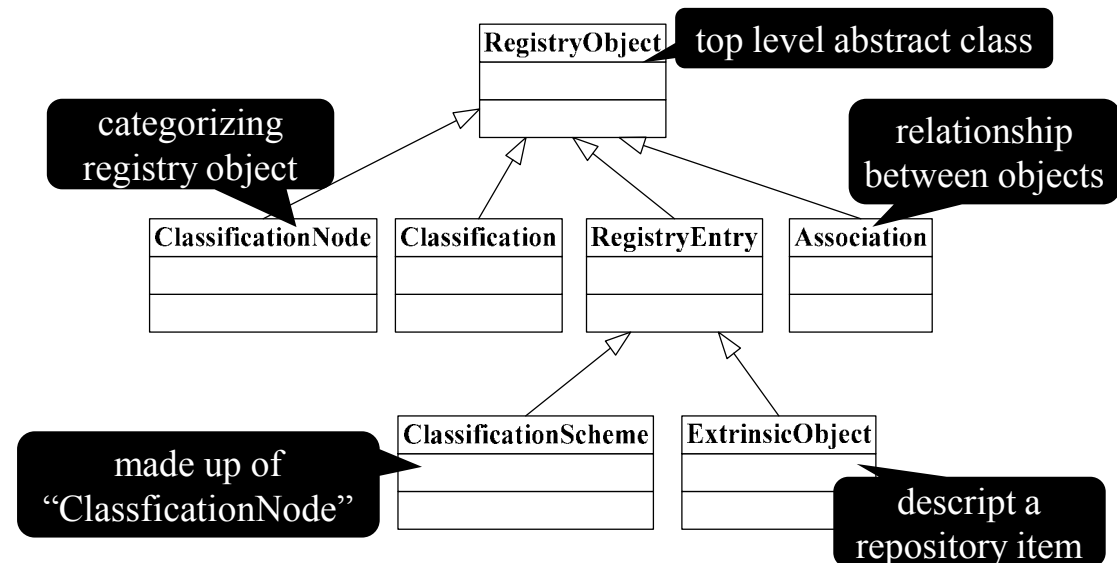 RegistryObject
top level abstract class
categorizing
registry object
relationship
between objects
ClassificationNode
Classification
RegistryEntry
Association
ClassificationScheme
ExtrinsicObject
made up of
“ClassficationNode”
descript a
repository item